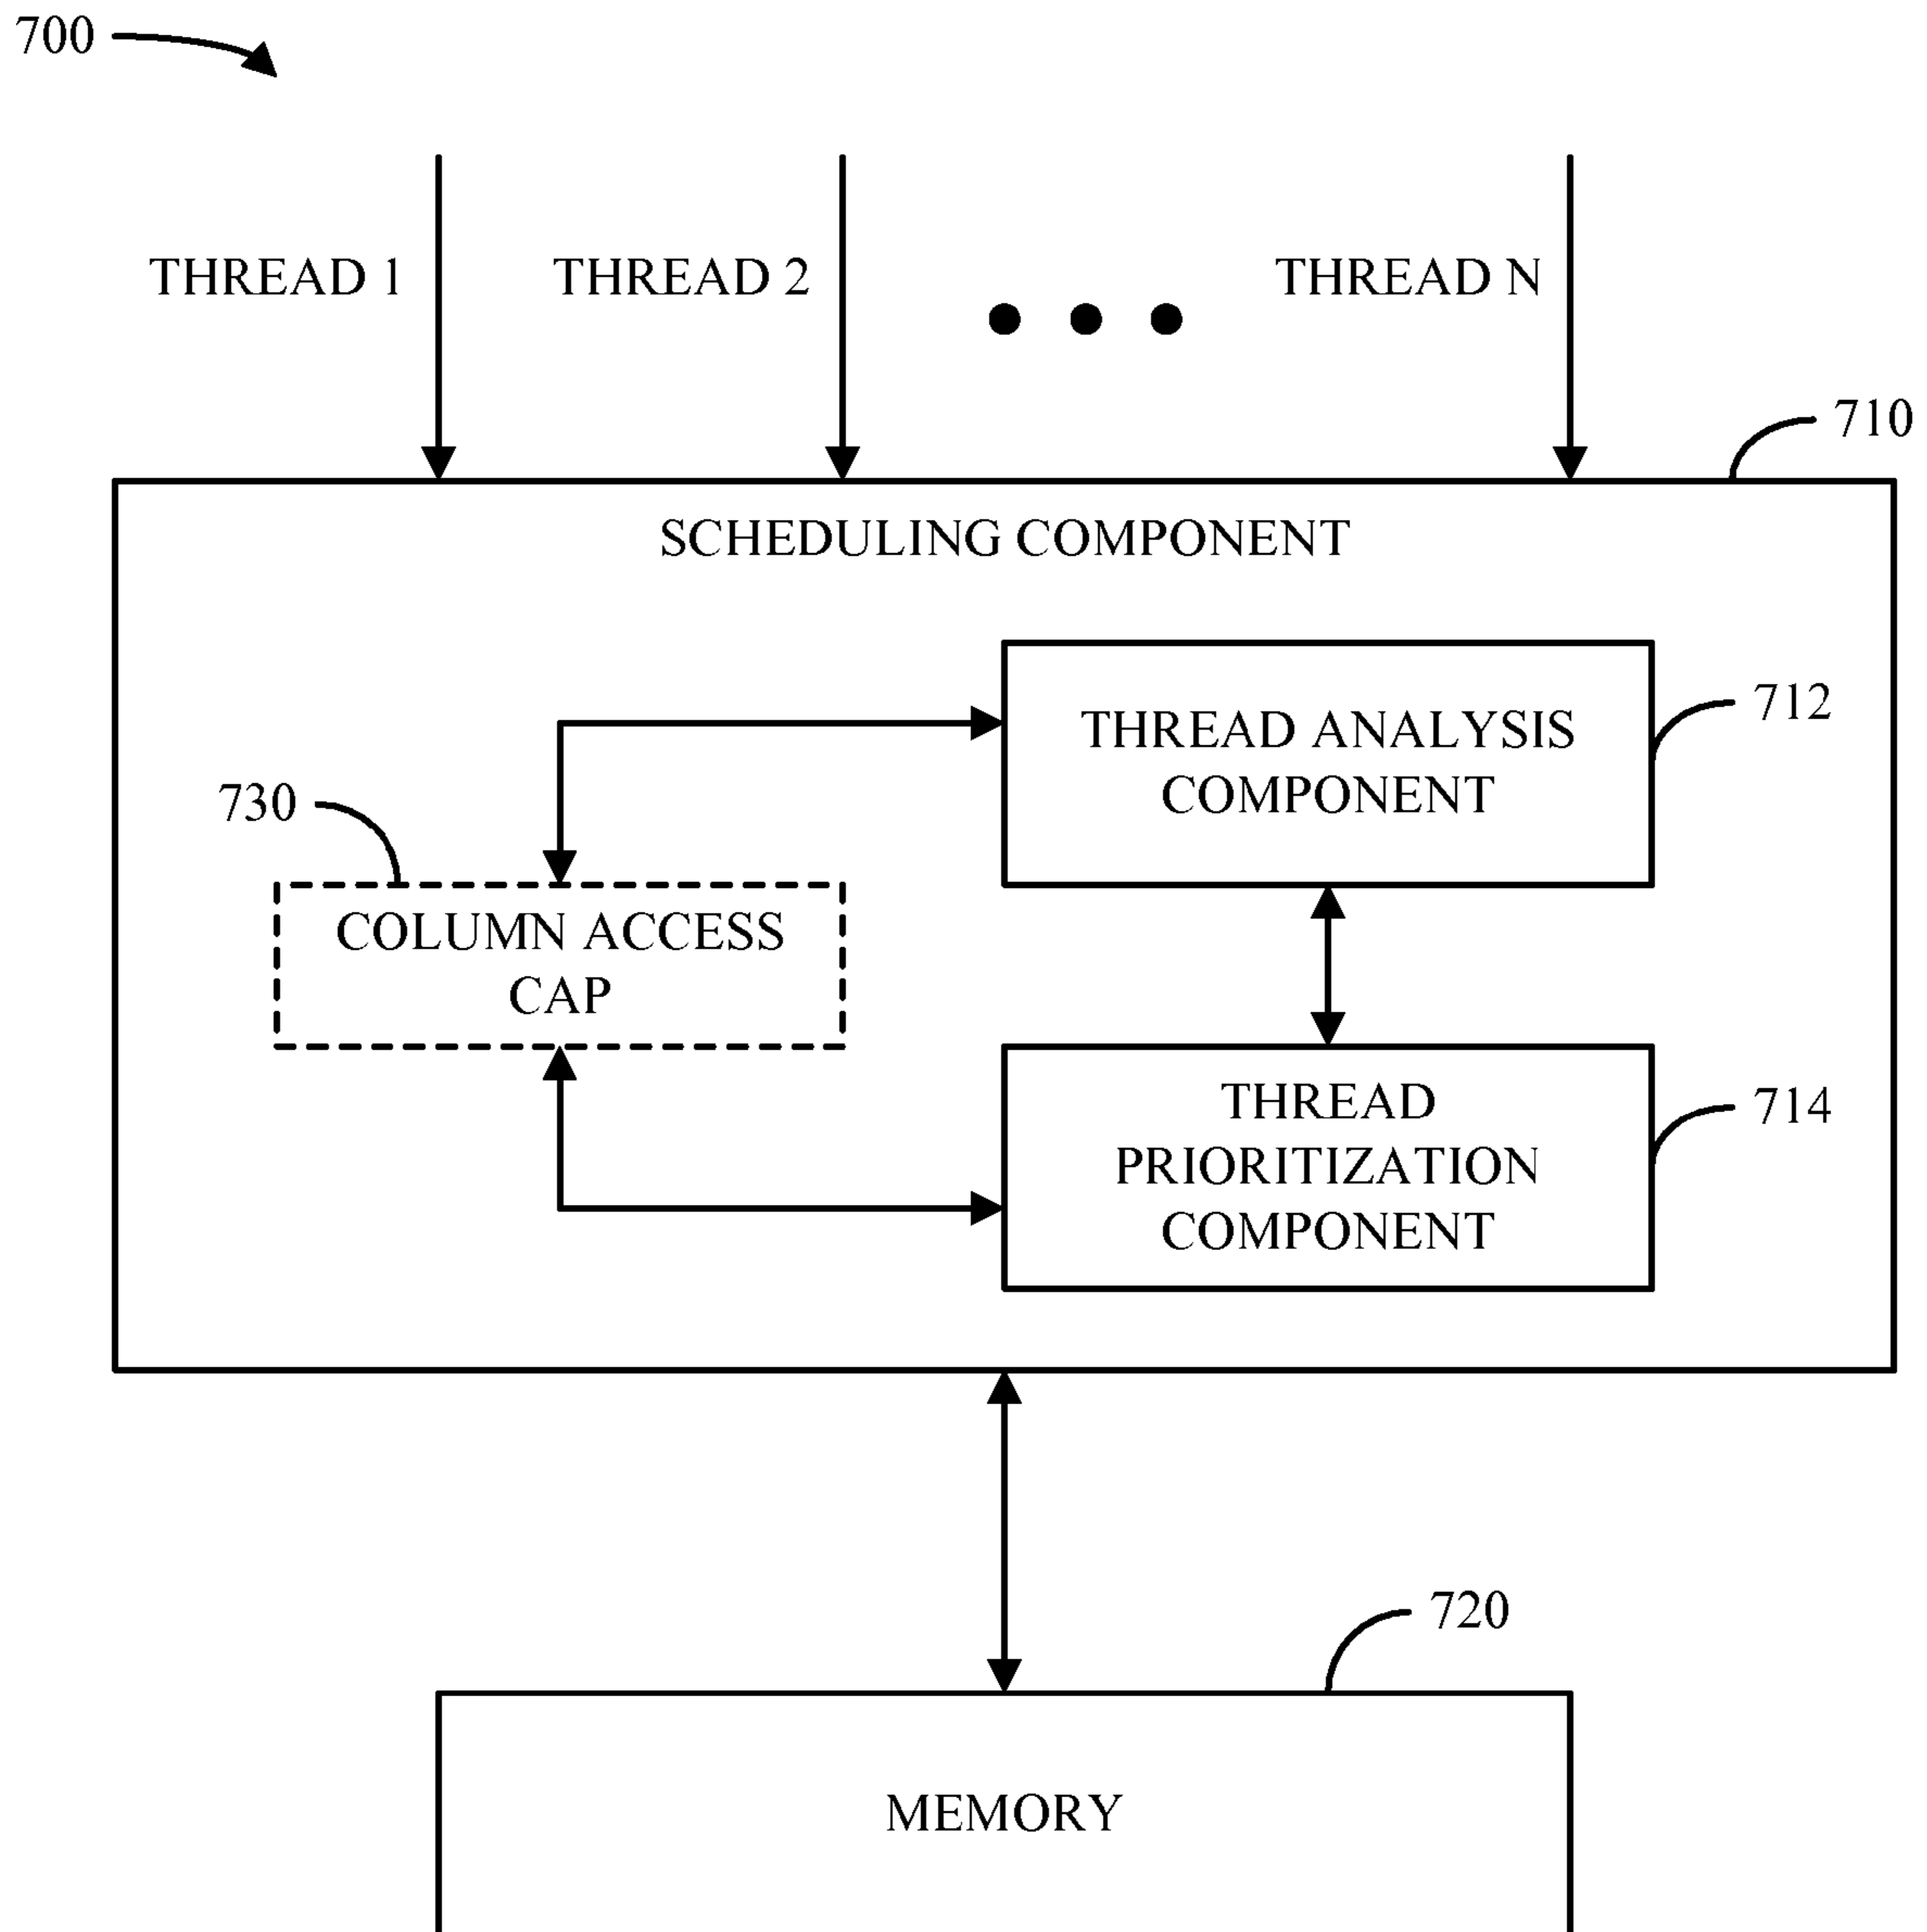 700
THREAD 1
THREAD 2
THREAD N
710
SCHEDULING COMPONENT
712
THREAD ANALYSIS
COMPONENT
730
COLUMN ACCESS
CAP
714
THREAD
PRIORITIZATION
COMPONENT
720
MEMORY